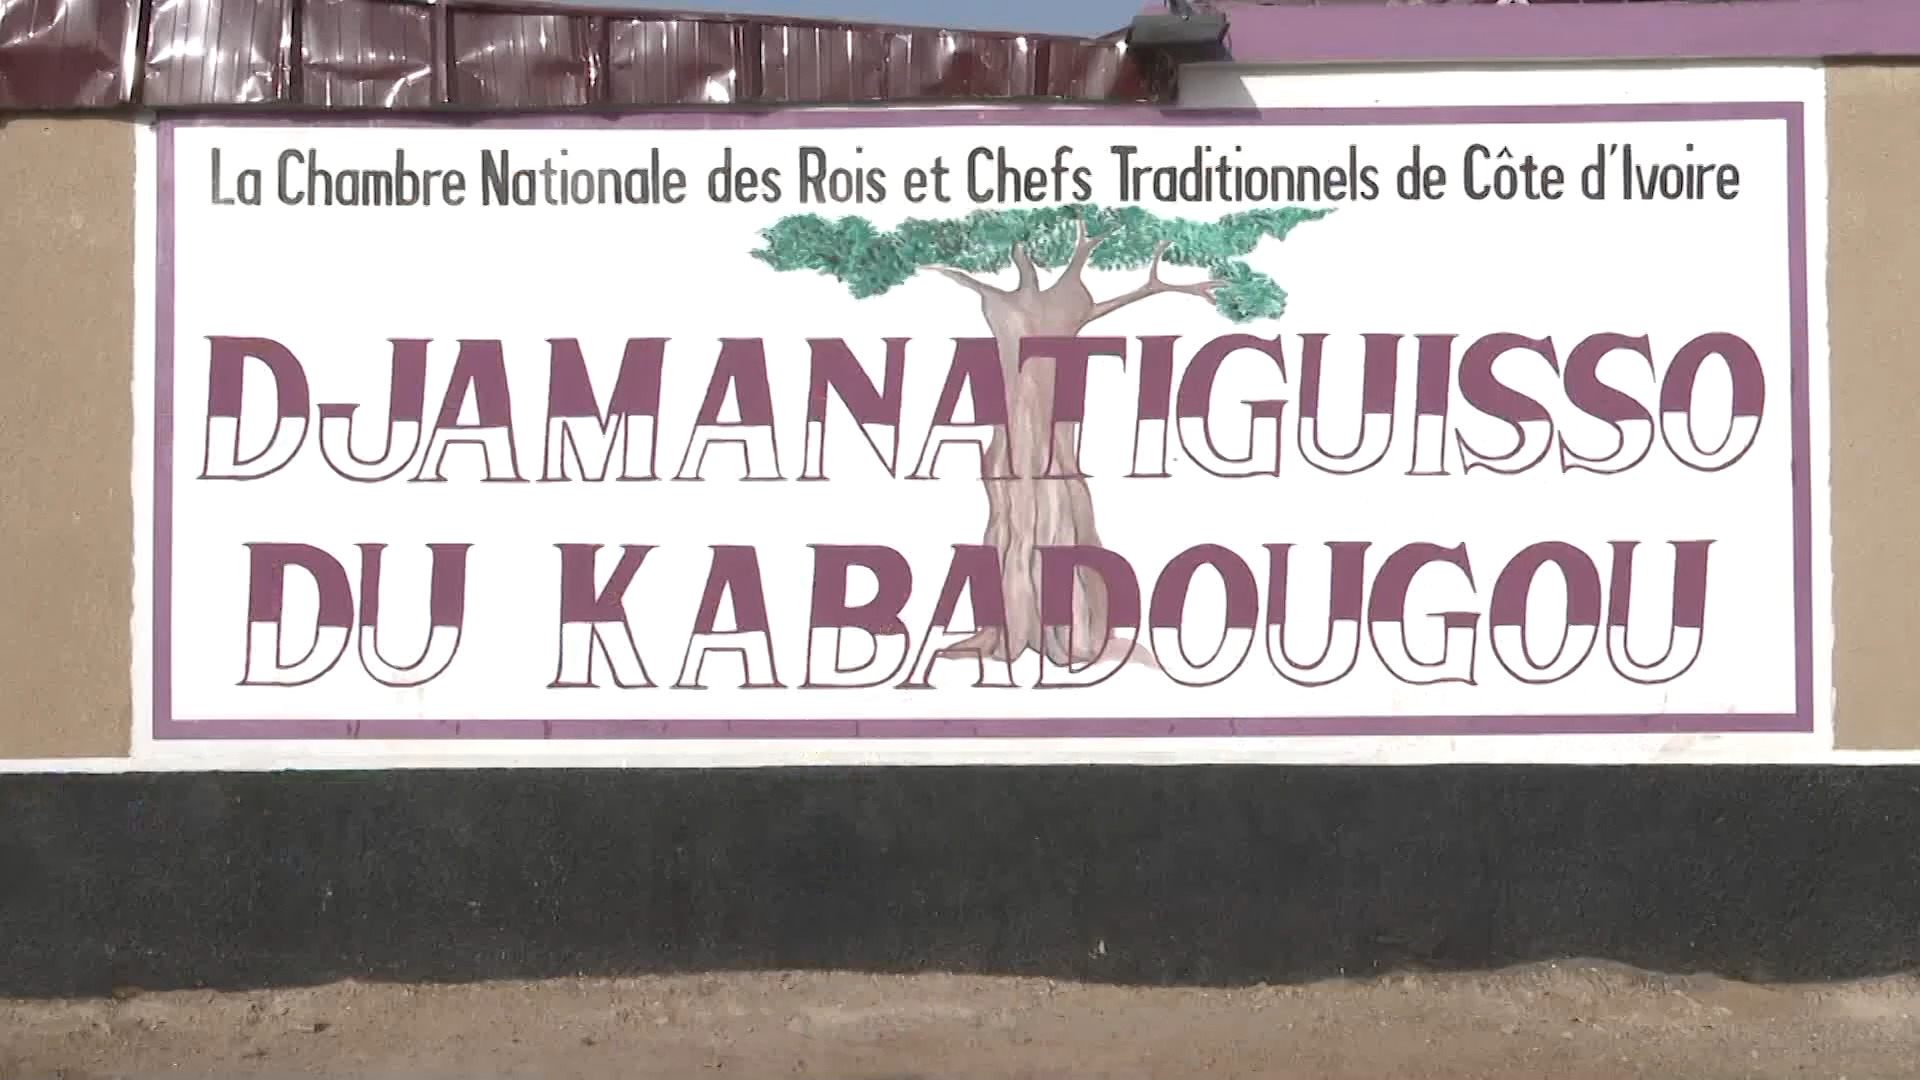 La Chambre Nationale des Rois et Chefs Traditionnels de Côte d'Ivoire
DJAMANATIGUISSO
DU KABADOUGOU